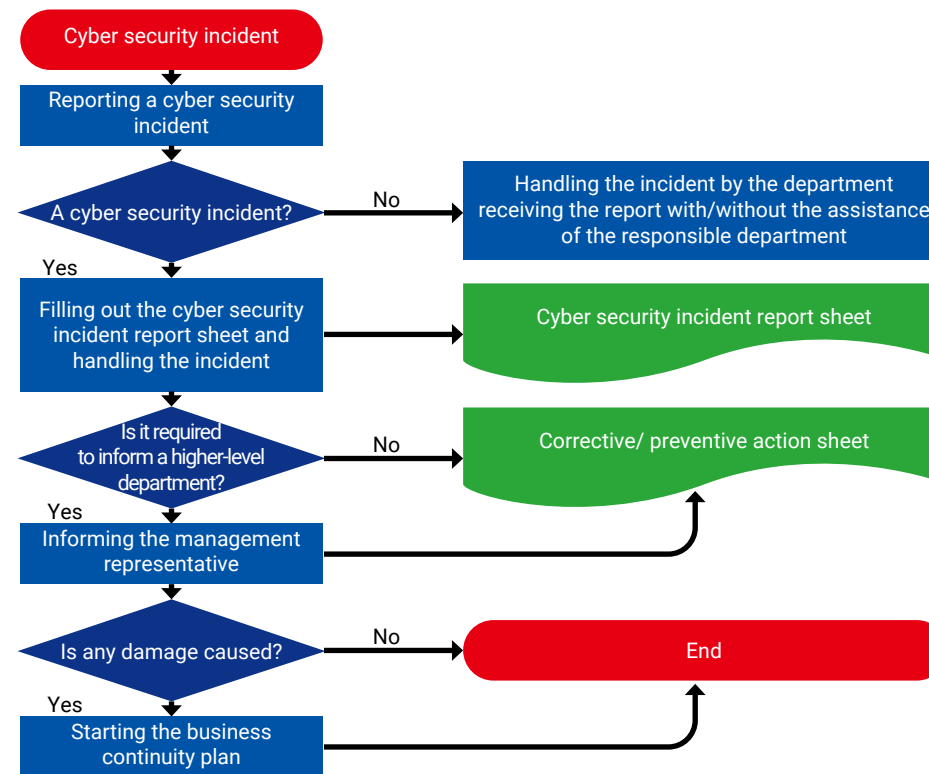 Cyber security incident
Reporting a cyber security
incident
A cyber security incident?
No
Handling the incident by the department
receiving the report with/without the assistance
of the responsible department
Yes
Filling out the cyber security
incident report sheet and
handling the incident
Cyber security incident report sheet
Is it required
to inform a higher-level
department?
No
Corrective/ preventive action sheet
Yes
Informing the management
representative
Is any damage caused?
No
End
Yes
Starting the business
continuity plan